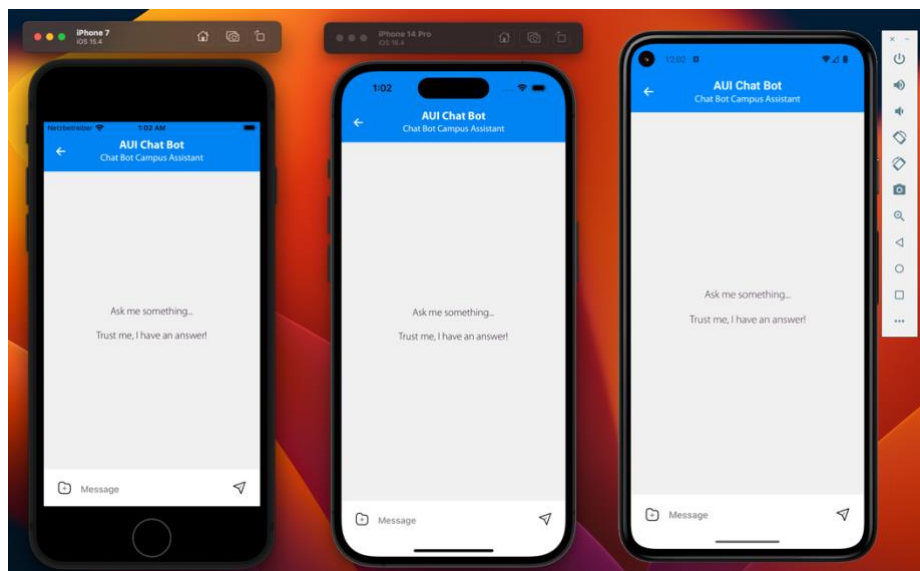 iPhone 7
iOS 15.4
Netzbetreiber
1:02 AM
AUI Chat Bot
Chat Bot Campus Assistant
Ask me something...
Trust me, I have an answer!
Message
iPhone 14 Pro
iOS 16.4
1:02
AUI Chat Bot
Chat Bot Campus Assistant
Ask me something...
Trust me, I have an answer!
Message
12:02
AUI Chat Bot
Chat Bot Campus Assistant
Ask me something...
Trust me, I have an answer!
Message